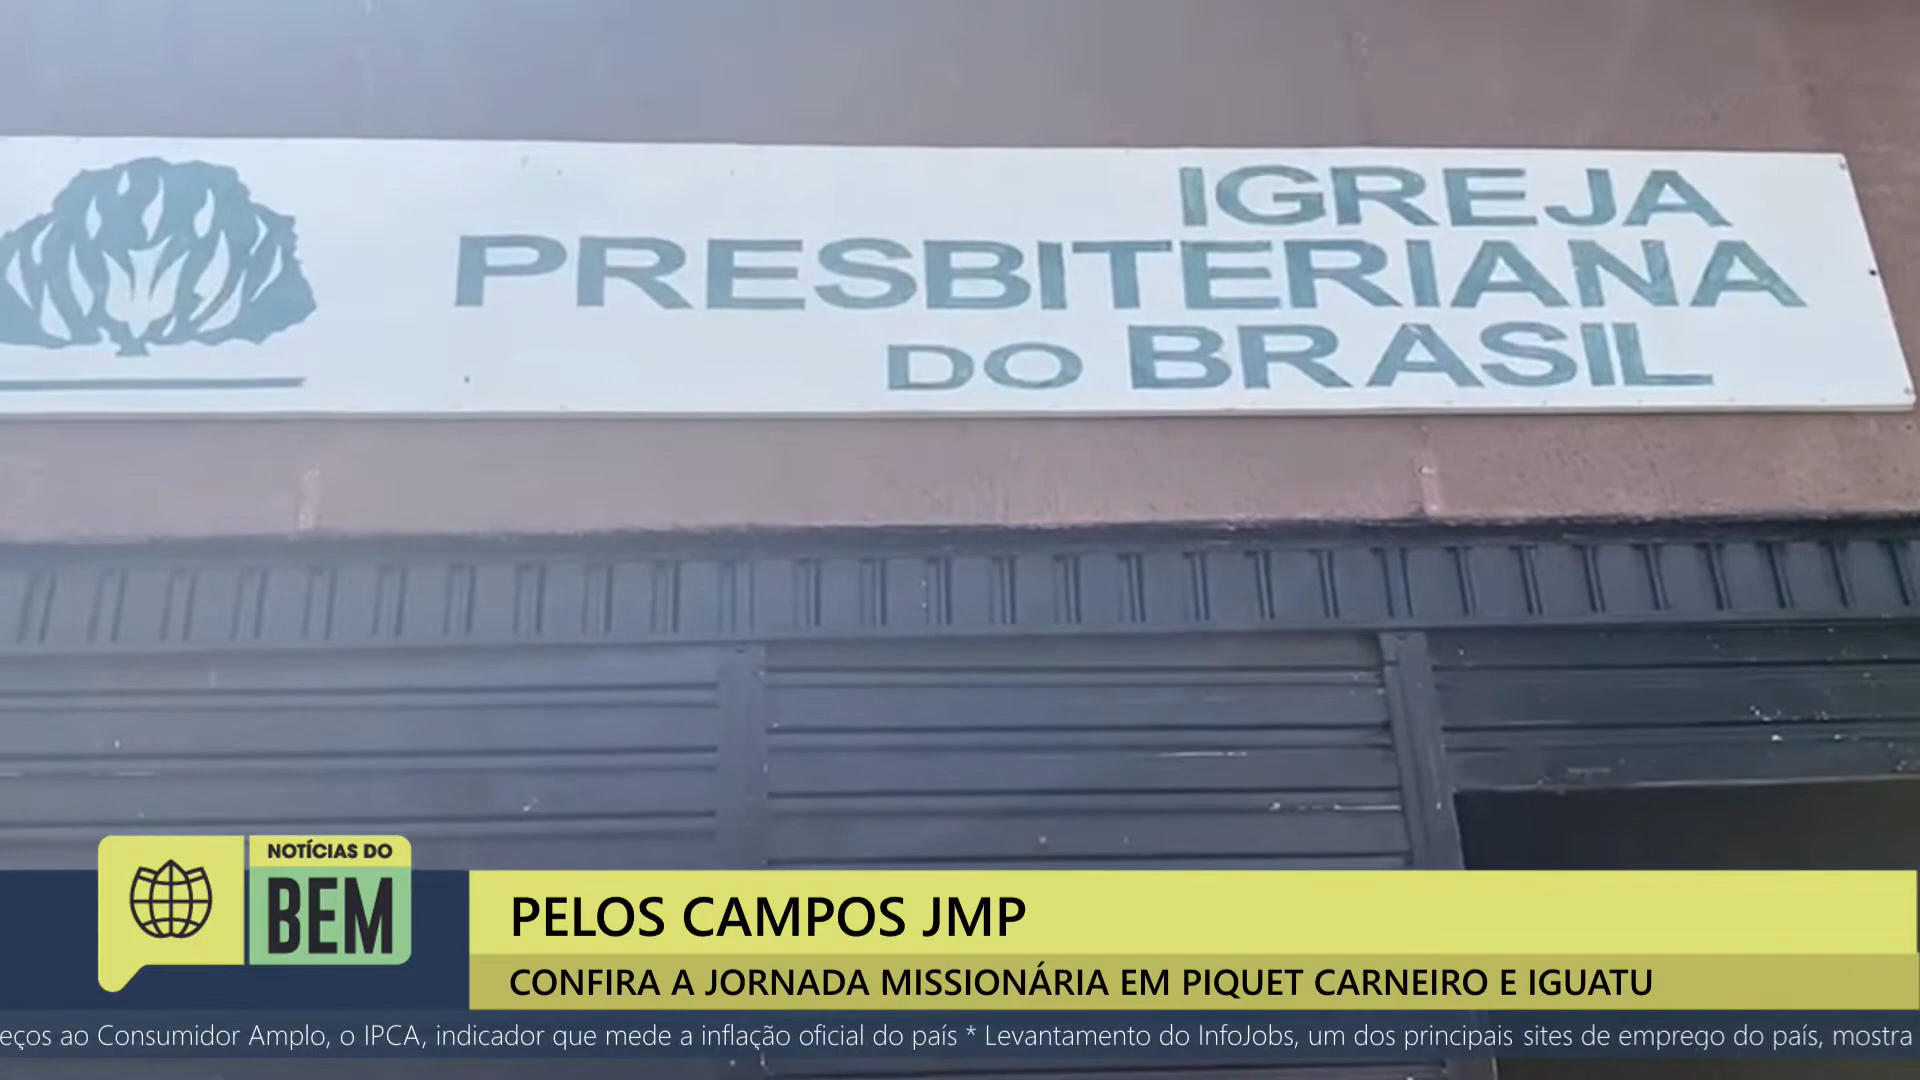 IGREJA
PRESBITERIANA
DO BRASIL
NOTÍCIAS DO
BEM
PELOS CAMPOS JMP
CONFIRA A JORNADA MISSIONÁRIA EM PIQUET CARNEIRO E IGUATU
eços ao Consumidor Amplo, o IPCA, indicador que mede a inflação oficial do país * Levantamento do InfoJobs, um dos principais sites de emprego do país, mostra